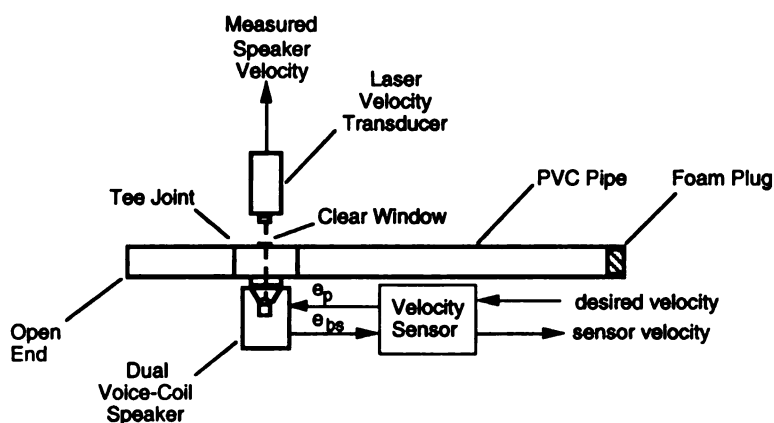 Measured
Speaker
Velocity
Laser
Velocity
Transducer
Tee Joint
Clear Window
PVC Pipe
Foam Plug
Open
End
Dual
Voice-Coil
Speaker
e_p
e_bs
Velocity
Sensor
desired velocity
sensor velocity